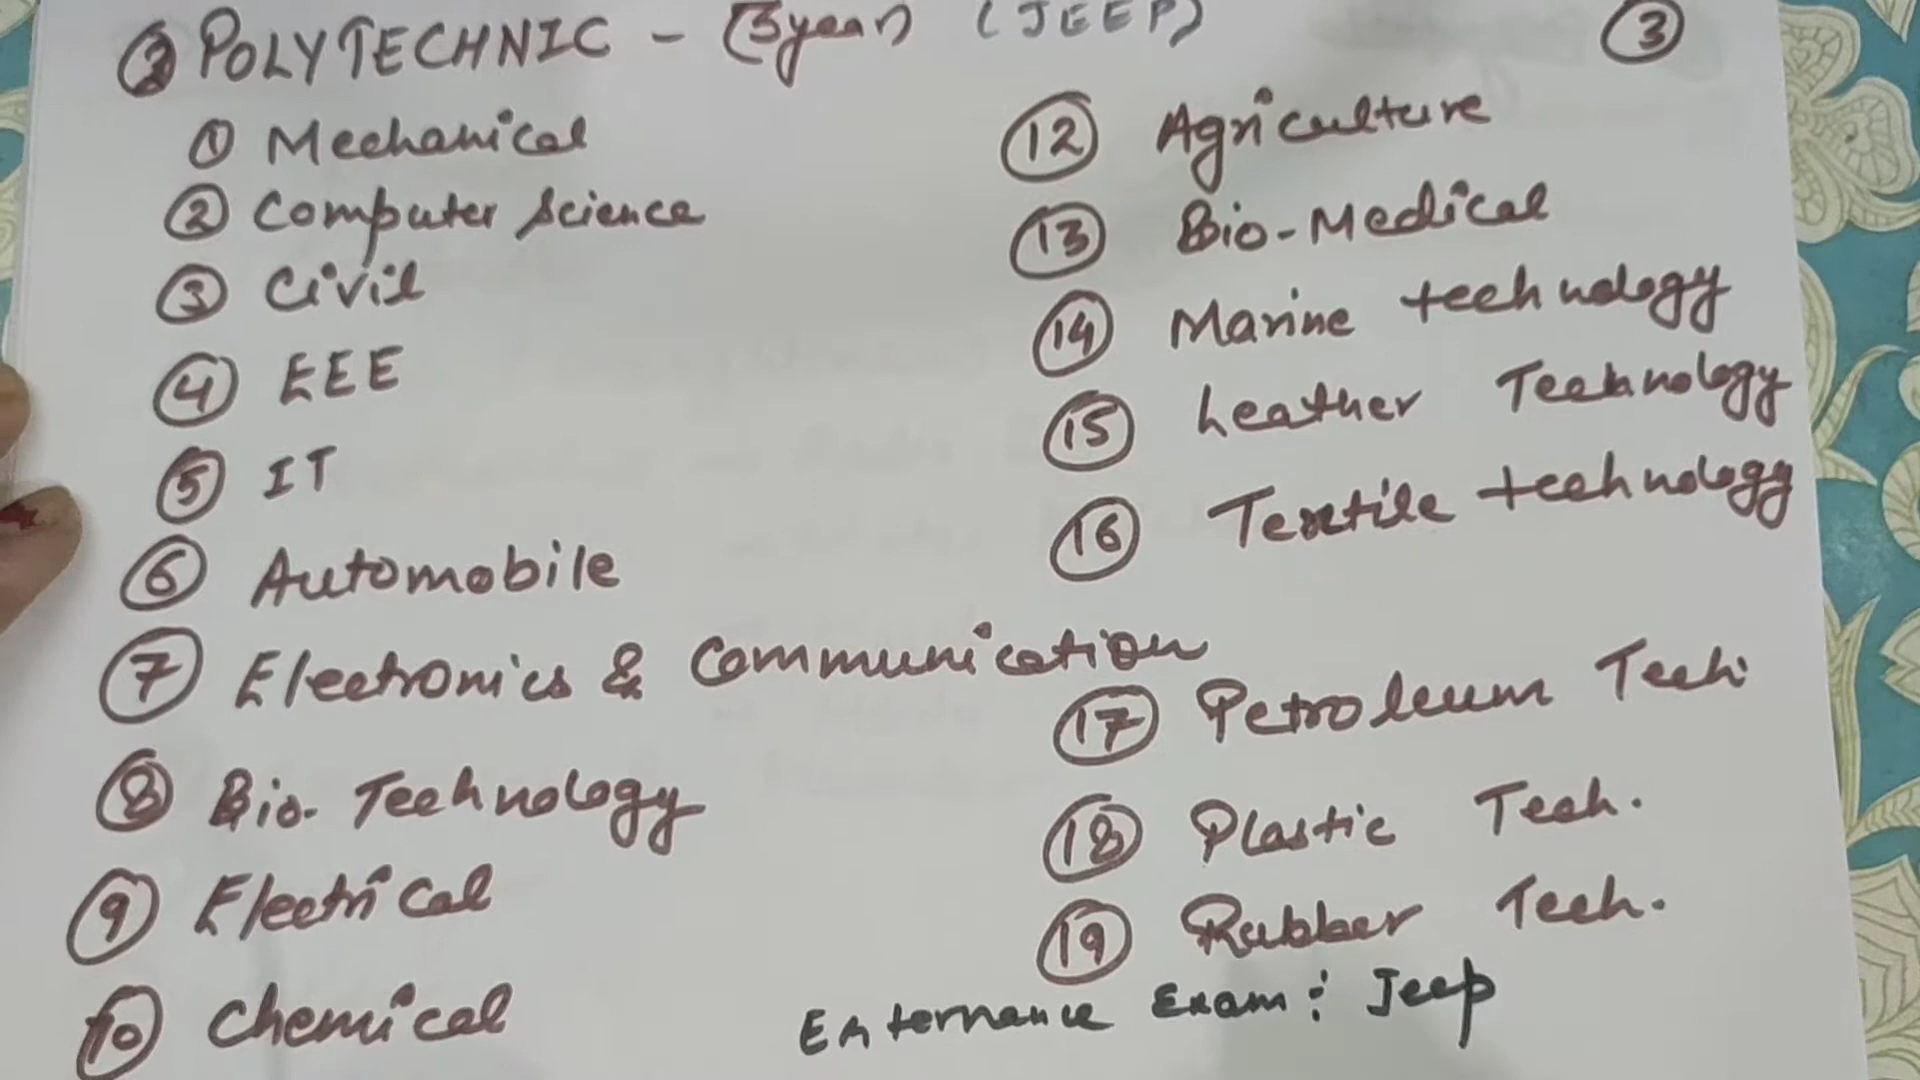 ② POLYTECHNIC - (3 year) (JEEP)
③
① Mechanical
② Computer Science
③ Civil
④ EEE
⑤ IT
⑥ Automobile
⑦ Electronics & Communication
⑧ Bio. Technology
⑨ Electrical
⑩ Chemical
⑫ Agriculture
⑬ Bio-Medical
⑭ Marine technology
⑮ Leather Technology
⑯ Textile technology
⑰ Petroleum Tech.
⑱ Plastic Tech.
⑲ Rubber Tech.
Enternance Exam: Jeep